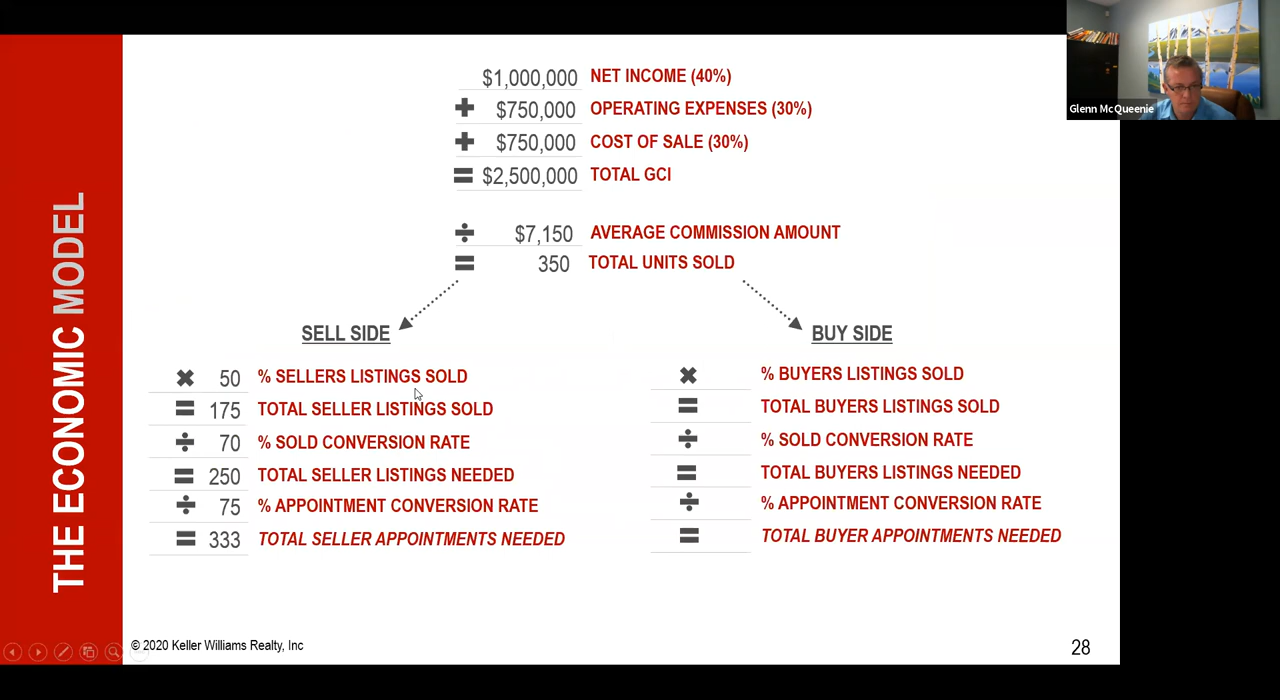 Glenn McQueenie
THE ECONOMIC MODEL
$1,000,000 NET INCOME (40%)
+ $750,000 OPERATING EXPENSES (30%)
+ $750,000 COST OF SALE (30%)
= $2,500,000 TOTAL GCI
÷ $7,150 AVERAGE COMMISSION AMOUNT
= 350 TOTAL UNITS SOLD
SELL SIDE
✖ 50 % SELLERS LISTINGS SOLD
= 175 TOTAL SELLER LISTINGS SOLD
÷ 70 % SOLD CONVERSION RATE
= 250 TOTAL SELLER LISTINGS NEEDED
÷ 75 % APPOINTMENT CONVERSION RATE
= 333 TOTAL SELLER APPOINTMENTS NEEDED
BUY SIDE
✖ % BUYERS LISTINGS SOLD
= TOTAL BUYERS LISTINGS SOLD
÷ % SOLD CONVERSION RATE
= TOTAL BUYERS LISTINGS NEEDED
÷ % APPOINTMENT CONVERSION RATE
= TOTAL BUYER APPOINTMENTS NEEDED
© 2020 Keller Williams Realty, Inc
28